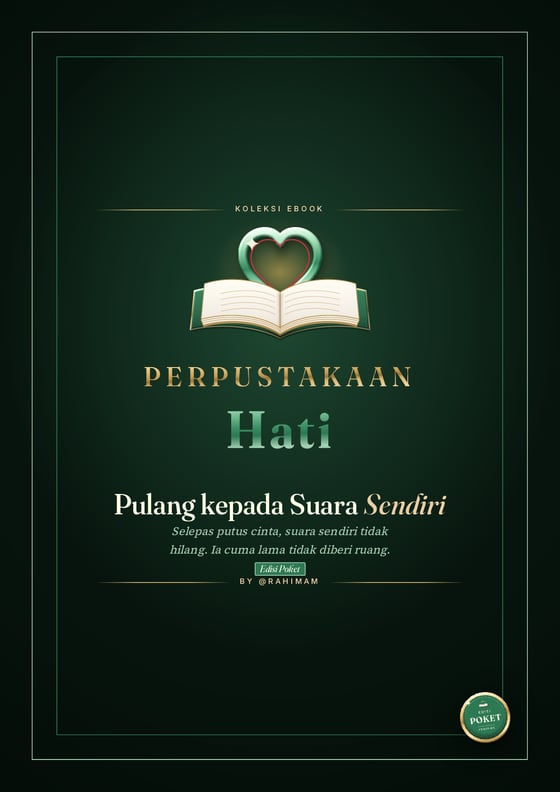 KOLEKSI EBOOK
PERPUSTAKAAN
Hati
Pulang kepada Suara Sendiri
Selepas putus cinta, suara sendiri tidak
hilang. Ia cuma lama tidak diberi ruang.
Edisi Poket
BY @RAHIMAM
EDISI
POKET